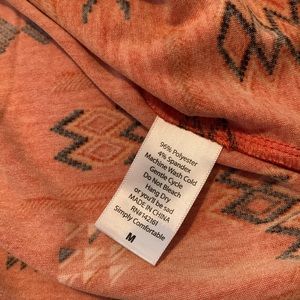 96% Polyester
4% Spandex
Machine Wash Cold
Gentle Cycle
Do Not Bleach
Hang Dry
or you'll be sad
MADE IN CHINA
RN#142161
Simply Comfortable
M